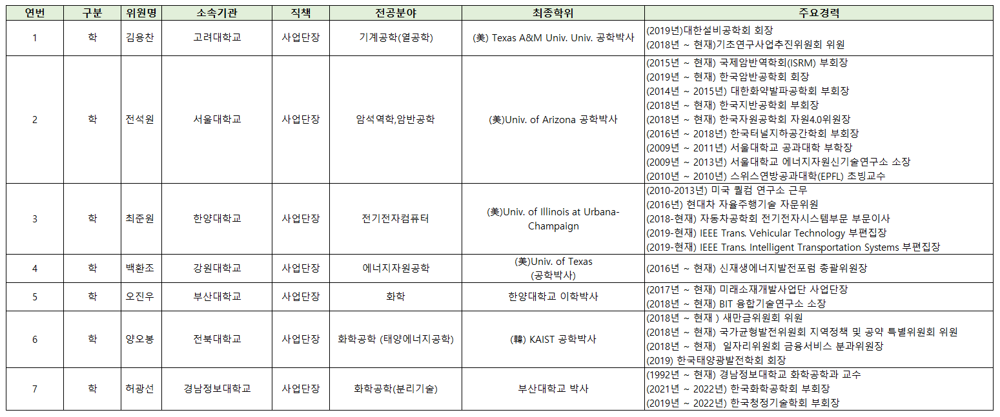 연번 구분 위원명 소속기관 직책 전공분야 최종학위 주요경력
1 학 김용찬 고려대학교 사업단장 기계공학(열공학) (美) Texas A&M Univ. Univ. 공학박사
(2019년)대한설비공학회 회장
(2018년 ~ 현재)기초연구사업추진위원회 위원
2 학 전석원 서울대학교 사업단장 암석역학,암반공학 (美)Univ. of Arizona 공학박사
(2015년 ~ 현재) 국제암반역학회(ISRM) 부회장
(2019년 ~ 현재) 한국암반공학회 회장
(2014년 ~ 2015년) 대한화약발파공학회 부회장
(2018년 ~ 현재) 한국지반공학회 부회장
(2018년 ~ 현재) 한국자원공학회 자원4.0위원장
(2016년 ~ 2018년) 한국터널지하공간학회 부회장
(2009년 ~ 2011년) 서울대학교 공과대학 부학장
(2009년 ~ 2013년) 서울대학교 에너지자원신기술연구소 소장
(2010년 ~ 2010년) 스위스연방공과대학(EPFL) 초빙교수
3 학 최준원 한양대학교 사업단장 전기전자컴퓨터 (美)Univ. of Illinois at Urbana-
Champaign
(2010-2013년) 미국 퀄컴 연구소 근무
(2016년) 현대차 자율주행기술 자문위원
(2018-현재) 자동차공학회 전기전자시스템부문 부문이사
(2019-현재) IEEE Trans. Vehicular Technology 부편집장
(2019-현재) IEEE Trans. Intelligent Transportation Systems 부편집장
4 학 백환조 강원대학교 사업단장 에너지자원공학 (美)Univ. of Texas
(공학박사)
(2016년 ~ 현재) 신재생에너지발전포럼 총괄위원장
5 학 오진우 부산대학교 사업단장 화학 한양대학교 이학박사
(2017년 ~ 현재) 미래소재개발사업단 사업단장
(2018년 ~ 현재) BIT 융합기술연구소 소장
6 학 양오봉 전북대학교 사업단장 화학공학 (태양에너지공학) (韓) KAIST 공학박사
(2018년 ~ 현재 ) 새만금위원회 위원
(2018년 ~ 현재) 국가균형발전위원회 지역정책 및 공약 특별위원회 위원
(2018년 ~ 현재) 일자리위원회 금융서비스 분과위원장
(2019) 한국태양광발전학회 회장
7 학 허광선 경남정보대학교 사업단장 화학공학(분리기술) 부산대학교 박사
(1992년 ~ 현재) 경남정보대학교 화학공학과 교수
(2021년 ~ 2022년) 한국화학공학회 부회장
(2019년 ~ 2022년) 한국청정기술학회 부회장